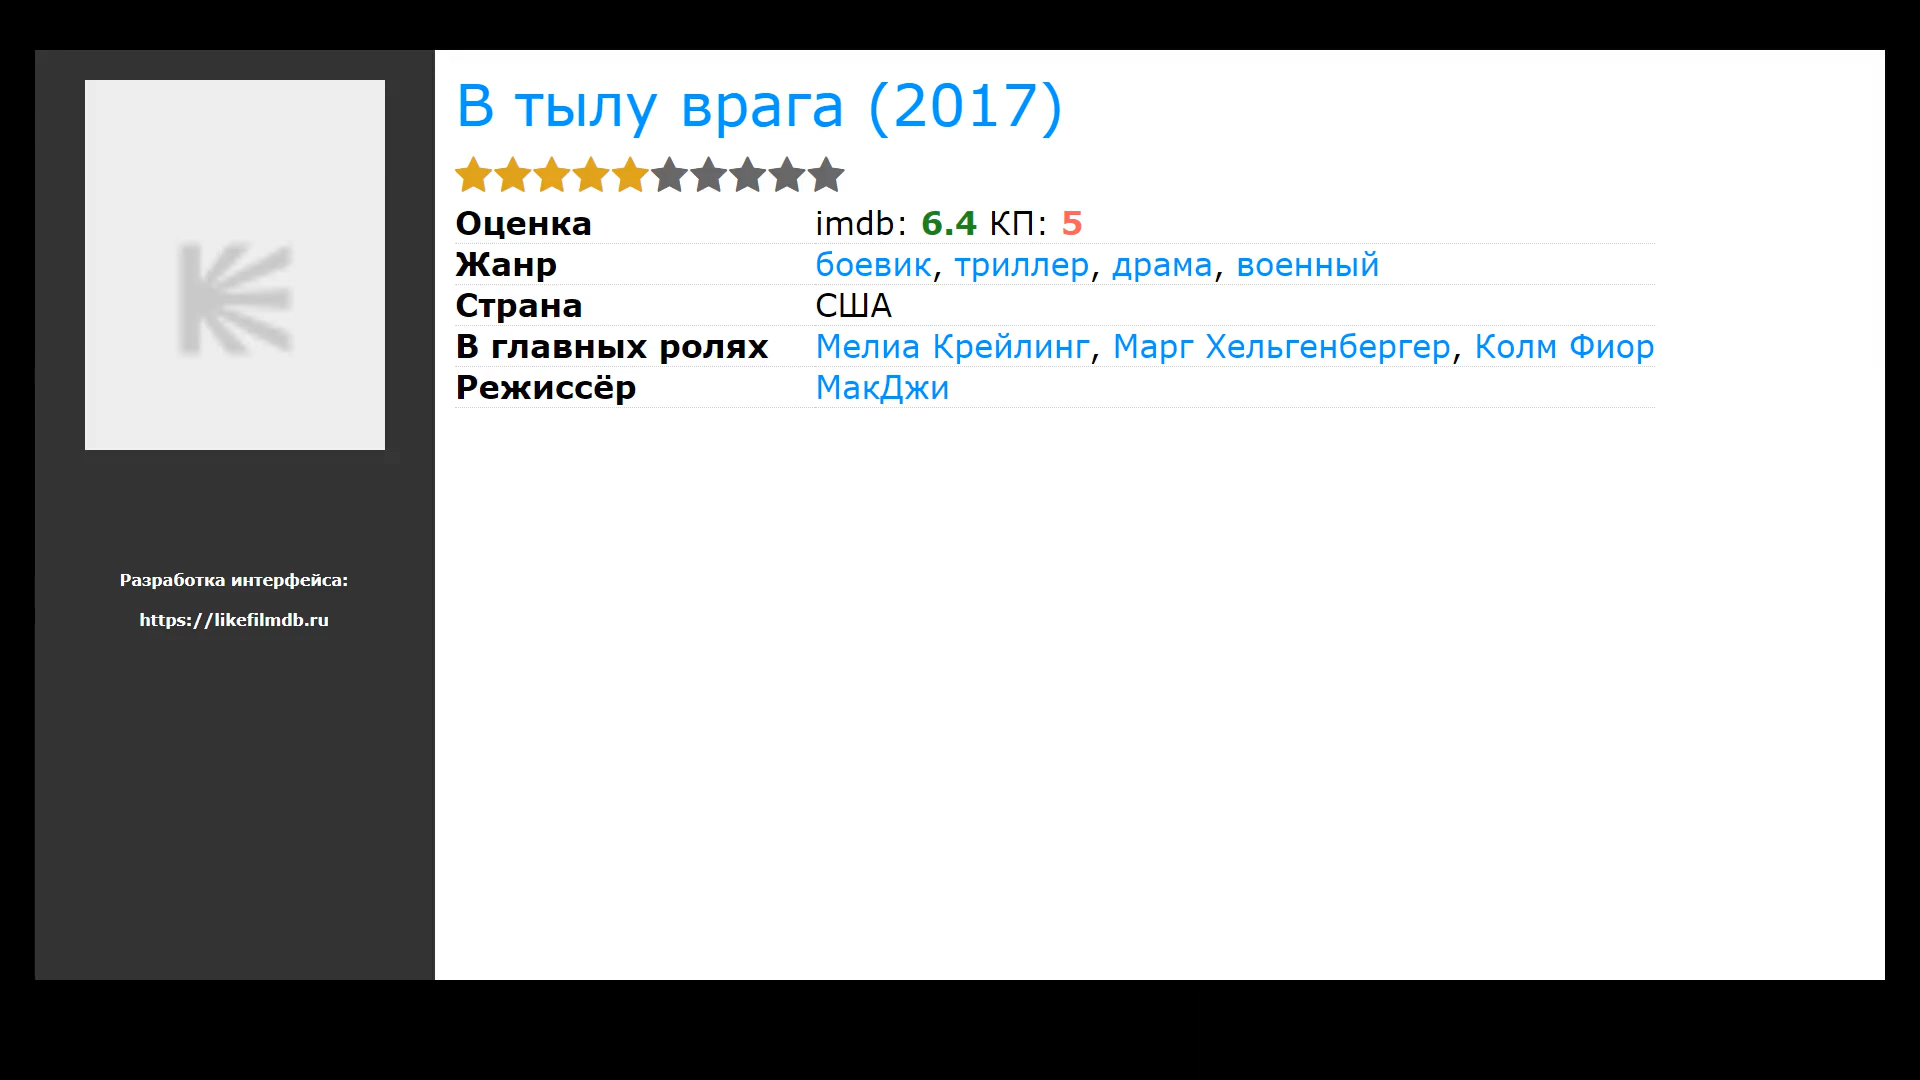 В тылу врага (2017)
Оценка imdb: 6.4 КП: 5
Жанр боевик, триллер, драма, военный
Страна США
В главных ролях Мелиа Крейлинг, Марг Хельгенбергер, Колм Фиор
Режиссёр МакДжи
Разработка интерфейса:
https://likefilmdb.ru